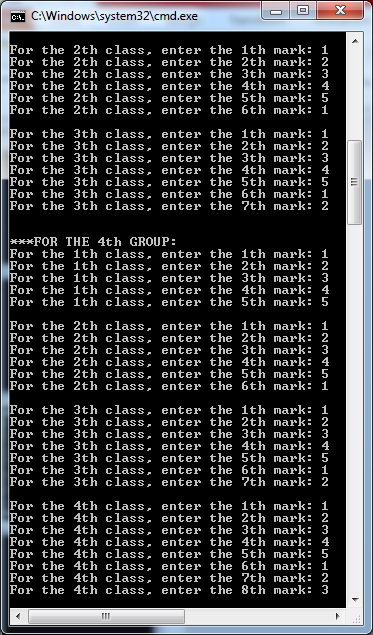 C:\Windows\system32\cmd.exe
For the 2th class, enter the 1th mark: 1
For the 2th class, enter the 2th mark: 2
For the 2th class, enter the 3th mark: 3
For the 2th class, enter the 4th mark: 4
For the 2th class, enter the 5th mark: 5
For the 2th class, enter the 6th mark: 1
For the 3th class, enter the 1th mark: 1
For the 3th class, enter the 2th mark: 2
For the 3th class, enter the 3th mark: 3
For the 3th class, enter the 4th mark: 4
For the 3th class, enter the 5th mark: 5
For the 3th class, enter the 6th mark: 1
For the 3th class, enter the 7th mark: 2
***FOR THE 4th GROUP:
For the 1th class, enter the 1th mark: 1
For the 1th class, enter the 2th mark: 2
For the 1th class, enter the 3th mark: 3
For the 1th class, enter the 4th mark: 4
For the 1th class, enter the 5th mark: 5
For the 2th class, enter the 1th mark: 1
For the 2th class, enter the 2th mark: 2
For the 2th class, enter the 3th mark: 3
For the 2th class, enter the 4th mark: 4
For the 2th class, enter the 5th mark: 5
For the 2th class, enter the 6th mark: 1
For the 3th class, enter the 1th mark: 1
For the 3th class, enter the 2th mark: 2
For the 3th class, enter the 3th mark: 3
For the 3th class, enter the 4th mark: 4
For the 3th class, enter the 5th mark: 5
For the 3th class, enter the 6th mark: 1
For the 3th class, enter the 7th mark: 2
For the 4th class, enter the 1th mark: 1
For the 4th class, enter the 2th mark: 2
For the 4th class, enter the 3th mark: 3
For the 4th class, enter the 4th mark: 4
For the 4th class, enter the 5th mark: 5
For the 4th class, enter the 6th mark: 1
For the 4th class, enter the 7th mark: 2
For the 4th class, enter the 8th mark: 3